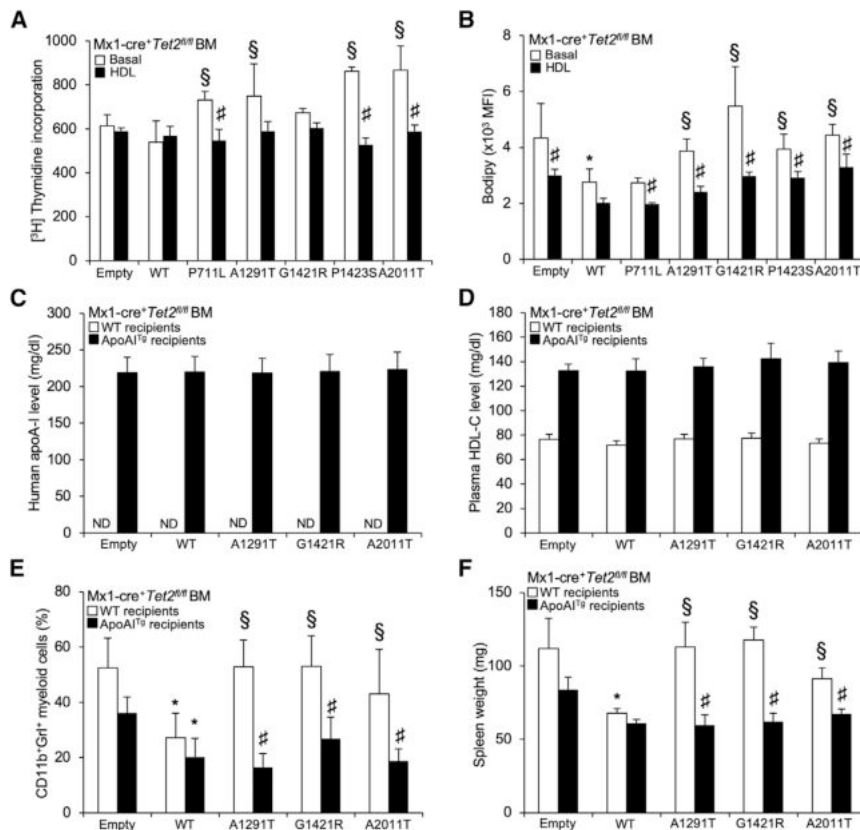 A
Mx1-cre⁺Tet2ᶠˡ/ᶠˡ BM
Basal
HDL
[³H] Thymidine incorporation
1000
800
600
400
200
0
§ § § §
♯ ♯ ♯
Empty WT P711L A1291T G1421R P1423S A2011T
B
Mx1-cre⁺Tet2ᶠˡ/ᶠˡ BM
Basal
HDL
Bodipy (x10³ MFI)
8
6
4
2
0
§ § § §
* ♯ ♯ ♯ ♯ ♯ ♯
Empty WT P711L A1291T G1421R P1423S A2011T
C
Mx1-cre⁺Tet2ᶠˡ/ᶠˡ BM
WT recipients
ApoAIᵀᵍ recipients
Human apoA-I level (mg/dl)
300
250
200
150
100
50
0
ND ND ND ND ND
Empty WT A1291T G1421R A2011T
D
Mx1-cre⁺Tet2ᶠˡ/ᶠˡ BM
WT recipients
ApoAIᵀᵍ recipients
Plasma HDL-C level (mg/dl)
180
160
140
120
100
80
60
40
20
0
Empty WT A1291T G1421R A2011T
E
Mx1-cre⁺Tet2ᶠˡ/ᶠˡ BM
WT recipients
ApoAIᵀᵍ recipients
CD11b⁺GrI⁺ myeloid cells (%)
80
60
40
20
0
§ § §
* * ♯ ♯ ♯
Empty WT A1291T G1421R A2011T
F
Mx1-cre⁺Tet2ᶠˡ/ᶠˡ BM
WT recipients
ApoAIᵀᵍ recipients
Spleen weight (mg)
150
100
50
0
§ § §
* ♯ ♯ ♯
Empty WT A1291T G1421R A2011T